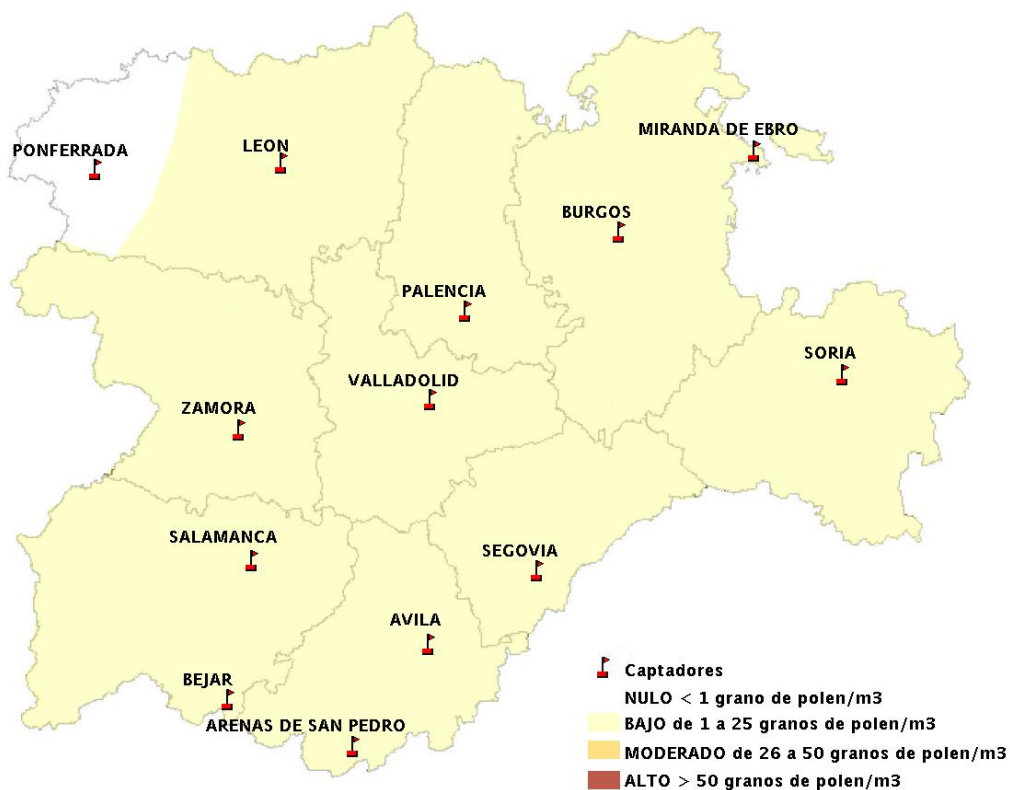 MIRANDA DE EBRO
PONFERRADA
LEON
BURGOS
PALENCIA
SORIA
VALLADOLID
ZAMORA
SALAMANCA
SEGOVIA
AVILA
BEJAR
ARENAS DE SAN PEDRO
Captadores
NULO < 1 grano de polen/m3
BAJO de 1 a 25 granos de polen/m3
MODERADO de 26 a 50 granos de polen/m3
ALTO > 50 granos de polen/m3